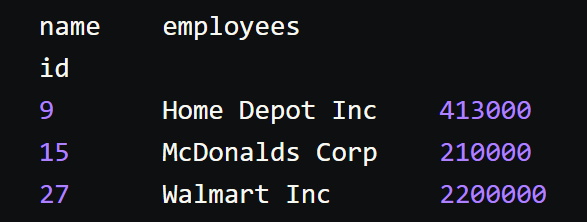 name employees
id
9 Home Depot Inc 413000
15 McDonalds Corp 210000
27 Walmart Inc 2200000